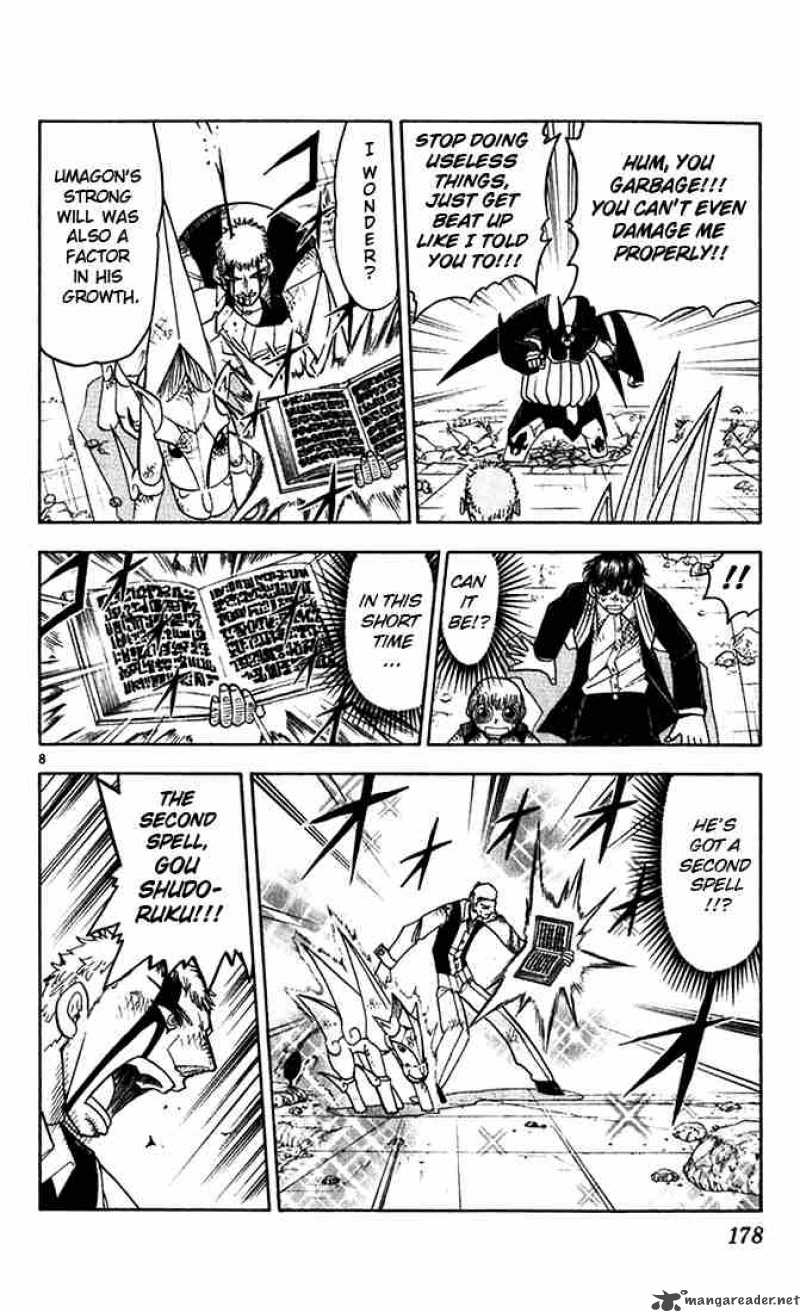 HUM, YOU
GARBAGE!!!
YOU CAN'T EVEN
DAMAGE ME
PROPERLY!!
STOP DOING
USELESS
THINGS,
JUST GET
BEAT UP
LIKE I TOLD
YOU TO!!!
I
WONDER?
UMAGON'S
STRONG
WILL WAS
ALSO A
FACTOR
IN HIS
GROWTH.
!!
CAN
IT
BE!?
IN THIS
SHORT
TIME
...
8
HE'S
GOT A
SECOND
SPELL
!!?
THE
SECOND
SPELL,
GOU
SHUDO-
RUKU!!!
178
mangareader.net